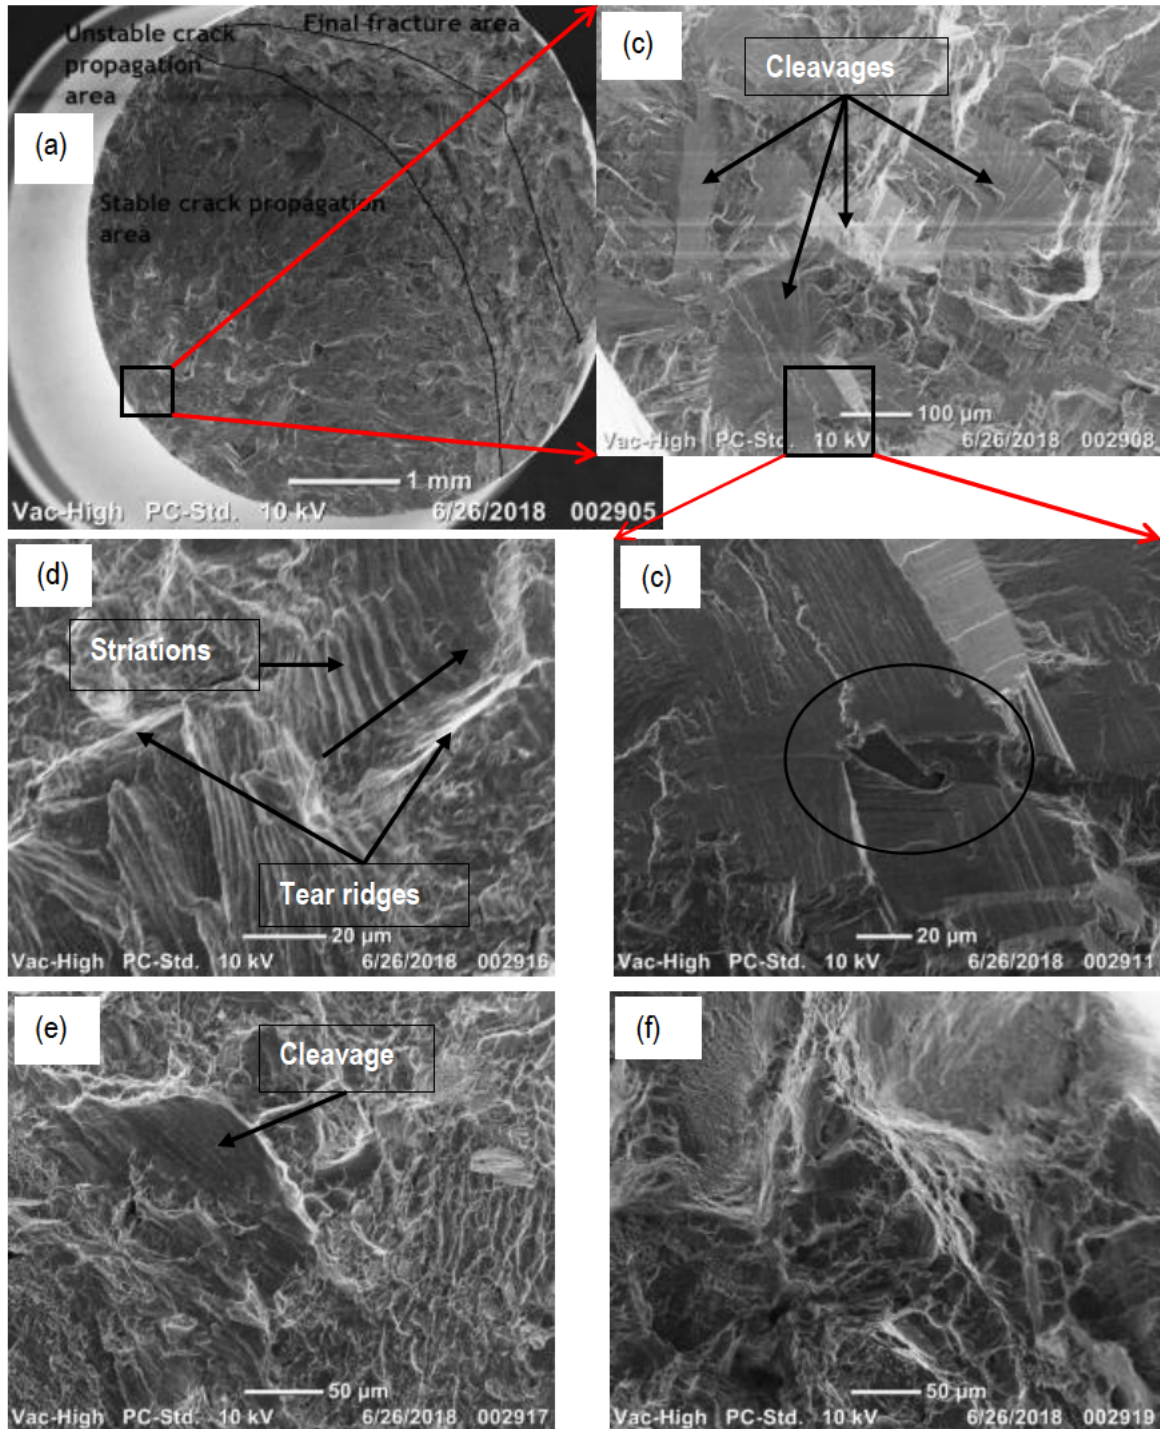 Unstable crack
propagation
area
Final fracture area
(a)
Stable crack propagation
area
1 mm
Vac-High PC-Std. 10 kV 6/26/2018 002905
(c)
Cleavages
100 µm
Vac-High PC-Std. 10 kV 6/26/2018 002908
(d)
Striations
Tear ridges
20 µm
Vac-High PC-Std. 10 kV 6/26/2018 002916
(c)
20 µm
Vac-High PC-Std. 10 kV 6/26/2018 002911
(e)
Cleavage
50 µm
Vac-High PC-Std. 10 kV 6/26/2018 002917
(f)
50 µm
Vac-High PC-Std. 10 kV 6/26/2018 002919